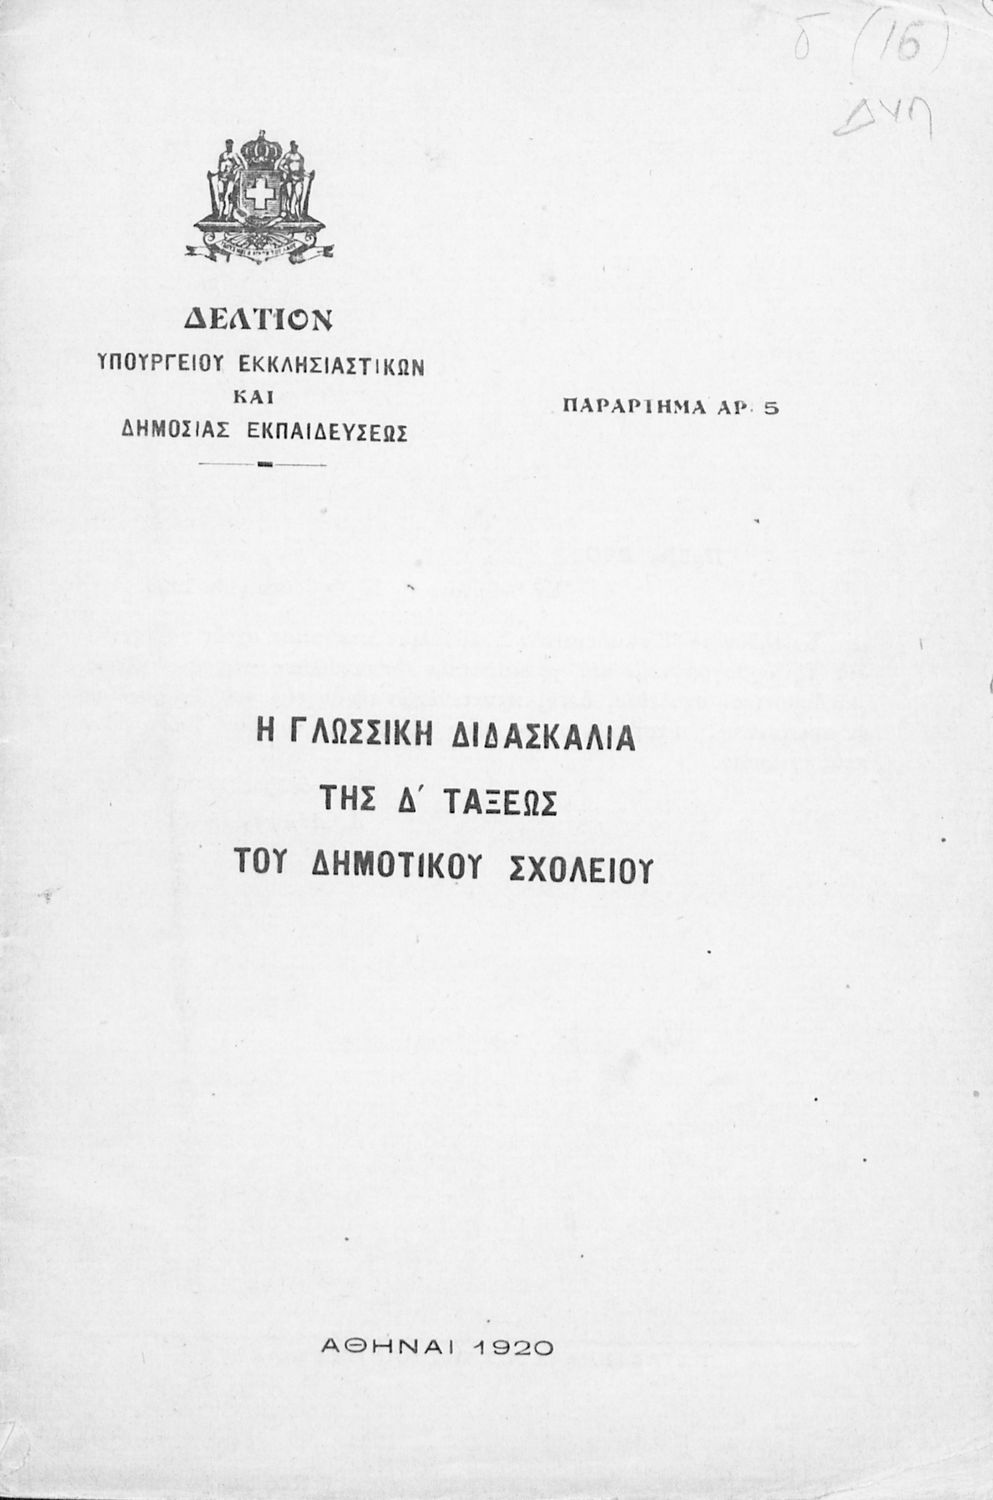 δ (16)
ΔΥΠ
ΔΕΛΤΙΟΝ
ΥΠΟΥΡΓΕΙΟΥ ΕΚΚΛΗΣΙΑΣΤΙΚΩΝ
ΚΑΙ
ΔΗΜΟΣΙΑΣ ΕΚΠΑΙΔΕΥΣΕΩΣ
ΠΑΡΑΡΤΗΜΑ ΑΡ. 5
Η ΓΛΩΣΣΙΚΗ ΔΙΔΑΣΚΑΛΙΑ
ΤΗΣ Δ΄ ΤΑΞΕΩΣ
ΤΟΥ ΔΗΜΟΤΙΚΟΥ ΣΧΟΛΕΙΟΥ
ΑΘΗΝΑΙ 1920